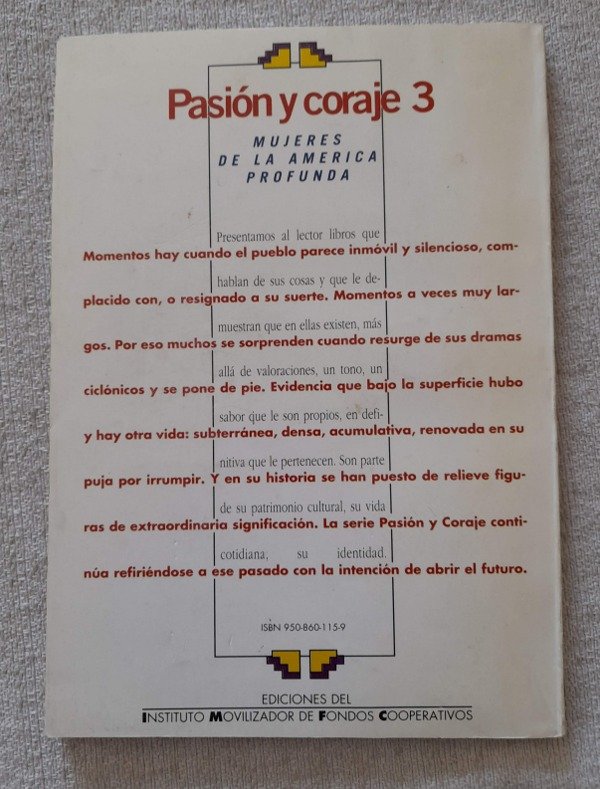 Pasión y coraje 3
MUJERES
DE LA AMERICA
PROFUNDA
Presentamos al lector libros que
Momentos hay cuando el pueblo parece inmóvil y silencioso, com-
hablan de sus cosas y que le de-
placido con, o resignado a su suerte. Momentos a veces muy lar-
muestran que en ellas existen, más
gos. Por eso muchos se sorprenden cuando resurge de sus dramas
allá de valoraciones, un tono, un
ciclónicos y se pone de pie. Evidencia que bajo la superficie hubo
sabor que le son propios, en defi-
y hay otra vida: subterránea, densa, acumulativa, renovada en su
nitiva que le pertenecen. Son parte
puja por irrumpir. Y en su historia se han puesto de relieve figu-
de su patrimonio cultural, su vida
ras de extraordinaria significación. La serie Pasión y Coraje conti-
cotidiana, su identidad.
núa refiriéndose a ese pasado con la intención de abrir el futuro.
ISBN 950-860-115-9
EDICIONES DEL
INSTITUTO MOVILIZADOR DE FONDOS COOPERATIVOS